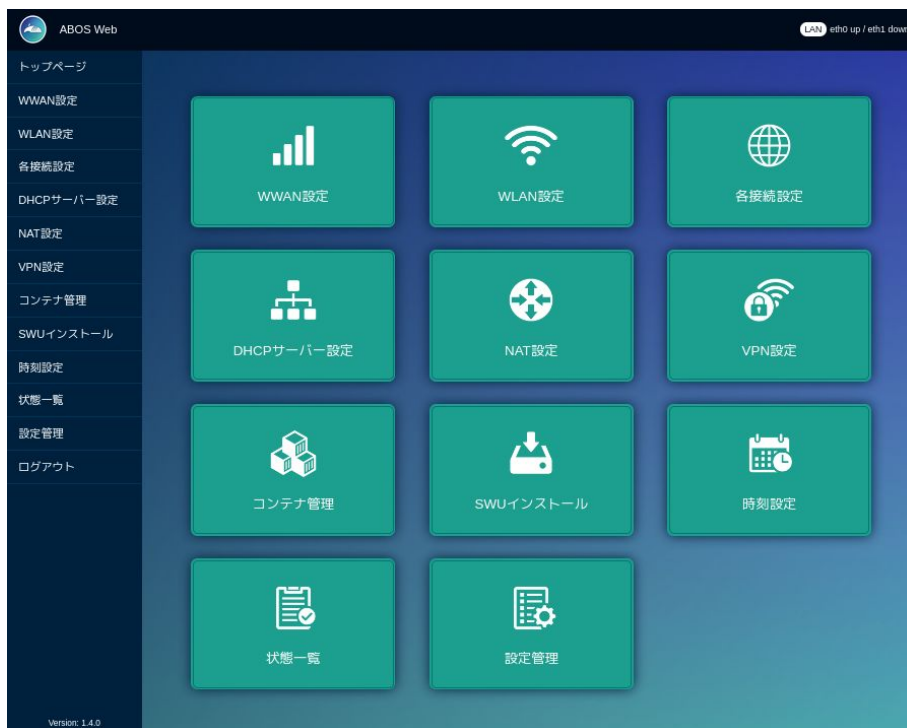 ABOS Web
LAN eth0 up / eth1 down
トップページ
WWAN設定
WLAN設定
各接続設定
DHCPサーバー設定
NAT設定
VPN設定
コンテナ管理
SWUインストール
時刻設定
状態一覧
設定管理
ログアウト
Version: 1.4.0
WWAN設定
WLAN設定
各接続設定
DHCPサーバー設定
NAT設定
VPN設定
コンテナ管理
SWUインストール
時刻設定
状態一覧
設定管理